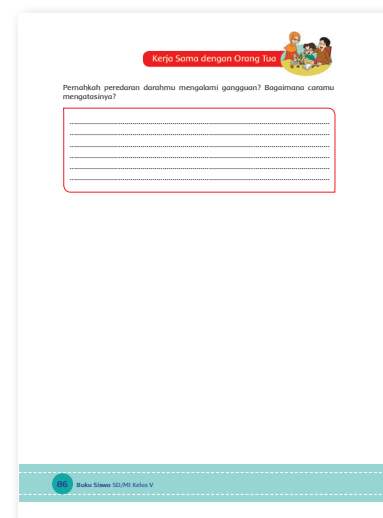 Kerja Sama dengan Orang Tua
Pernahkah peredaran darahmu mengalami gangguan? Bagaimana caramu
mengatasinya?
86 Buku Siswa SD/MI Kelas V